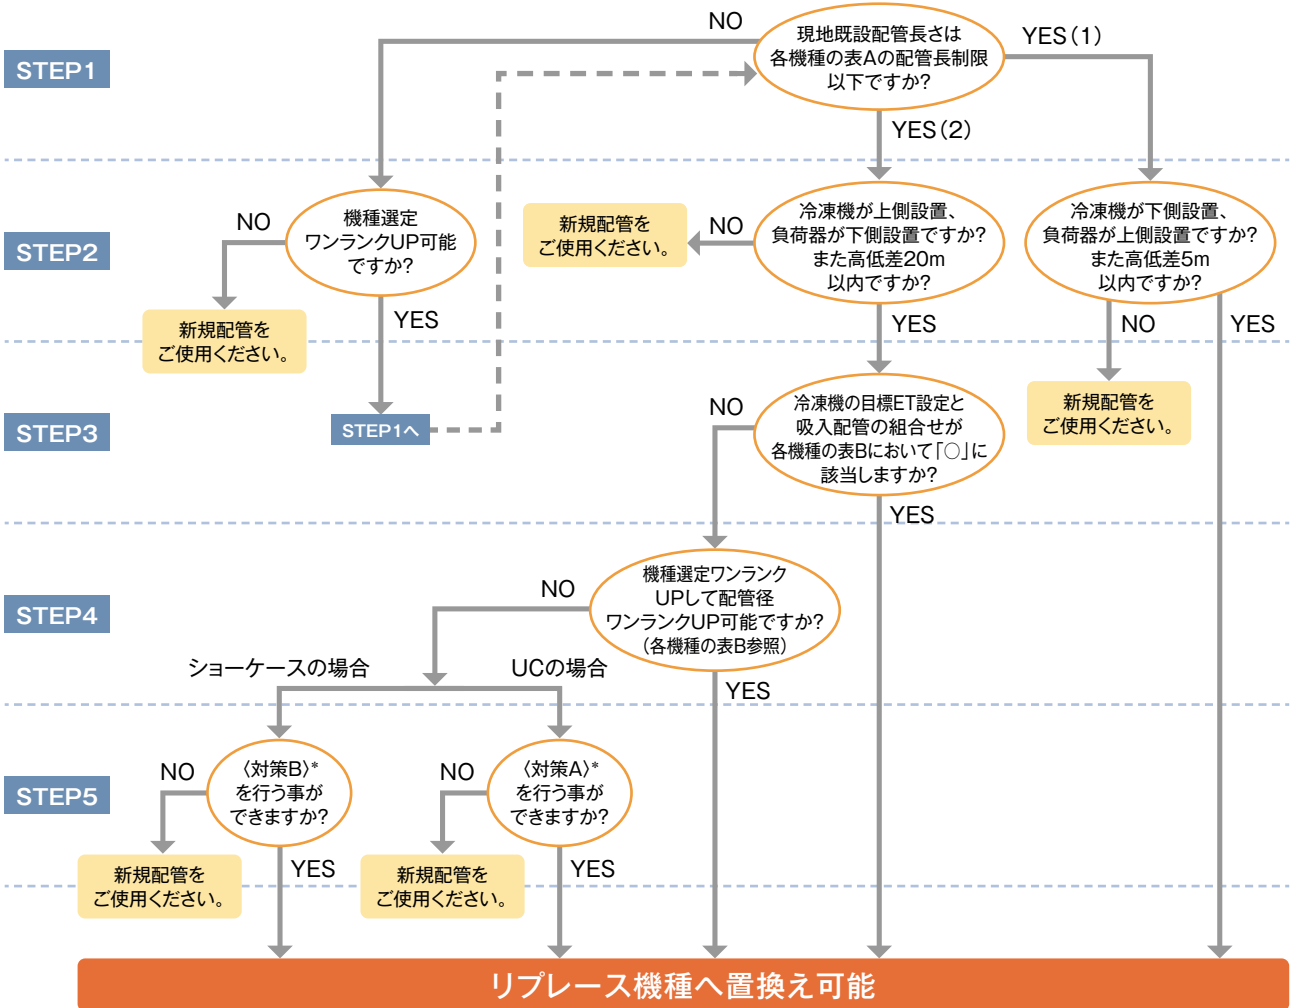 STEP1
NO
現地既設配管長さは
各機種の表Aの配管長制限
以下ですか?
YES(1)
YES(2)
STEP2
NO
機種選定
ワンランクUP可能
ですか?
YES
新規配管を
ご使用ください。
新規配管を
ご使用ください。
NO
冷凍機が上側設置、
負荷器が下側設置ですか?
また高低差20m
以内ですか?
YES
冷凍機が下側設置、
負荷器が上側設置ですか?
また高低差5m
以内ですか?
NO
YES
新規配管を
ご使用ください。
STEP3
STEP1へ
NO
冷凍機の目標ET設定と
吸入配管の組合せが
各機種の表Bにおいて「○」に
該当しますか?
YES
STEP4
NO
機種選定ワンランク
UPして配管径
ワンランクUP可能ですか?
(各機種の表B参照)
YES
ショーケースの場合
UCの場合
STEP5
NO
〈対策B〉*
を行う事が
できますか?
YES
新規配管を
ご使用ください。
NO
〈対策A〉*
を行う事が
できますか?
YES
新規配管を
ご使用ください。
リプレース機種へ置換え可能